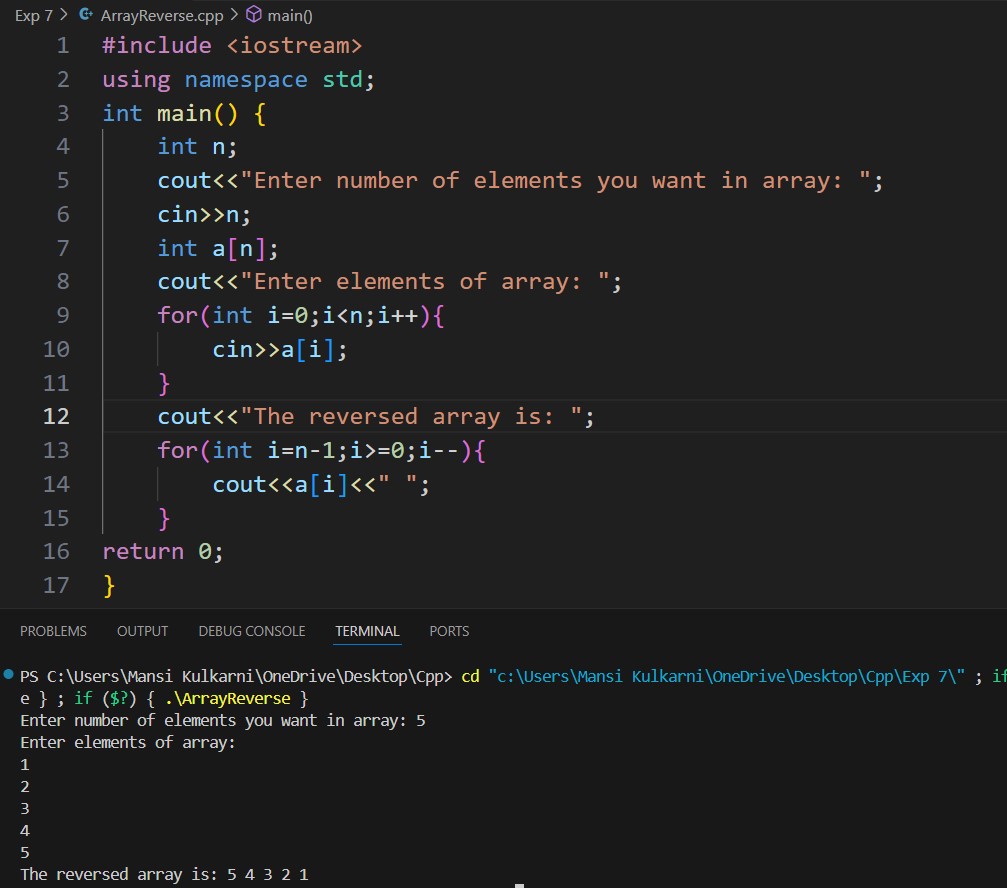 Exp 7 > ArrayReverse.cpp > main()
1 #include <iostream>
2 using namespace std;
3 int main() {
4     int n;
5     cout<<"Enter number of elements you want in array: ";
6     cin>>n;
7     int a[n];
8     cout<<"Enter elements of array: ";
9     for(int i=0;i<n;i++){
10         cin>>a[i];
11     }
12     cout<<"The reversed array is: ";
13     for(int i=n-1;i>=0;i--){
14         cout<<a[i]<<" ";
15     }
16 return 0;
17 }
PROBLEMS OUTPUT DEBUG CONSOLE TERMINAL PORTS
PS C:\Users\Mansi Kulkarni\OneDrive\Desktop\Cpp> cd "c:\Users\Mansi Kulkarni\OneDrive\Desktop\Cpp\Exp 7\" ; if
e } ; if ($?) { .\ArrayReverse }
Enter number of elements you want in array: 5
Enter elements of array:
1
2
3
4
5
The reversed array is: 5 4 3 2 1